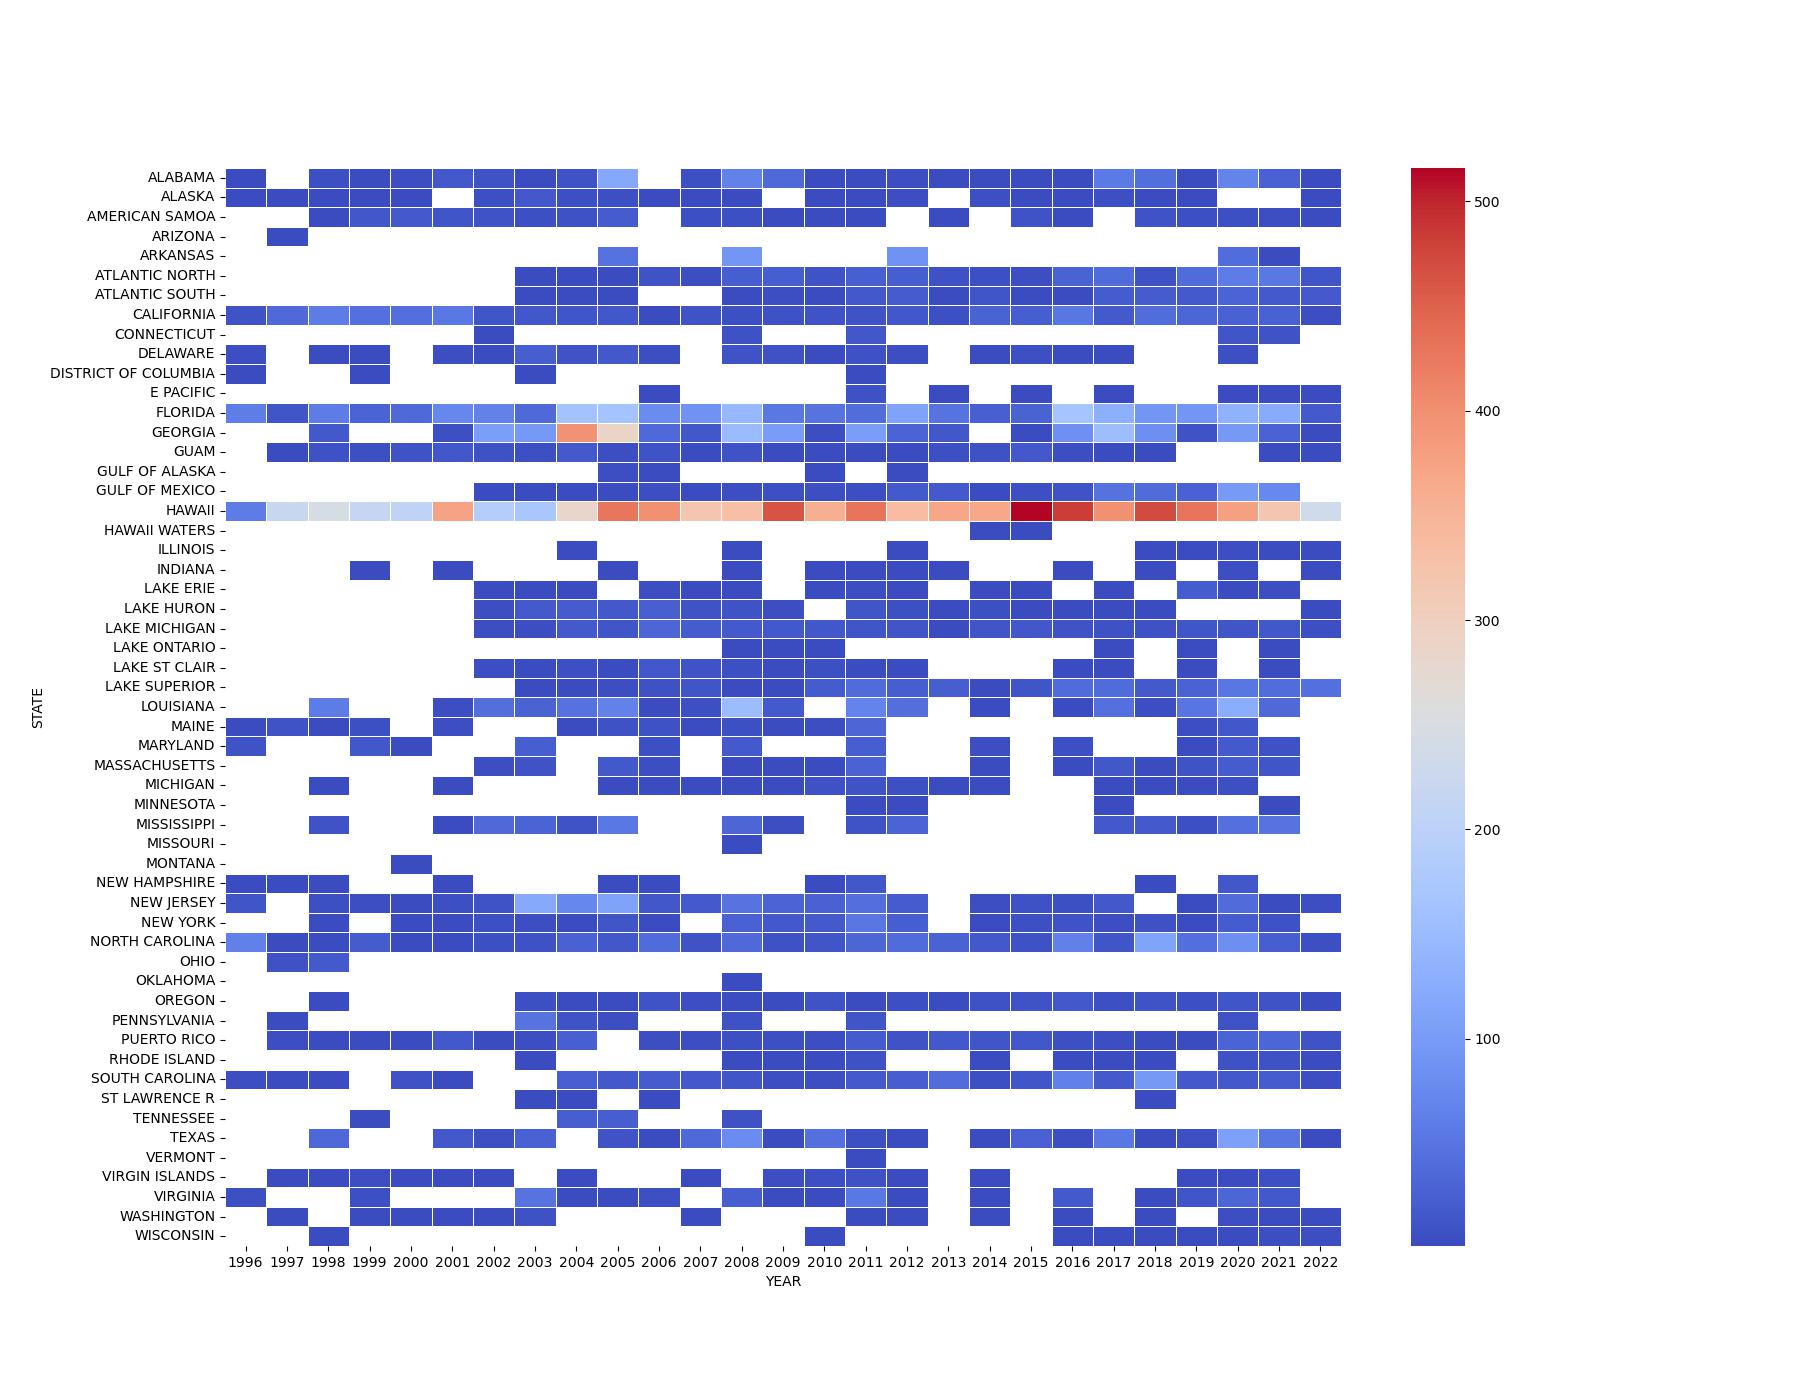 ALABAMA
ALASKA
AMERICAN SAMOA
ARIZONA
ARKANSAS
ATLANTIC NORTH
ATLANTIC SOUTH
CALIFORNIA
CONNECTICUT
DELAWARE
DISTRICT OF COLUMBIA
E PACIFIC
FLORIDA
GEORGIA
GUAM
GULF OF ALASKA
GULF OF MEXICO
HAWAII
HAWAII WATERS
ILLINOIS
INDIANA
LAKE ERIE
LAKE HURON
LAKE MICHIGAN
LAKE ONTARIO
LAKE ST CLAIR
LAKE SUPERIOR
LOUISIANA
MAINE
MARYLAND
MASSACHUSETTS
MICHIGAN
MINNESOTA
MISSISSIPPI
MISSOURI
MONTANA
NEW HAMPSHIRE
NEW JERSEY
NEW YORK
NORTH CAROLINA
OHIO
OKLAHOMA
OREGON
PENNSYLVANIA
PUERTO RICO
RHODE ISLAND
SOUTH CAROLINA
ST LAWRENCE R
TENNESSEE
TEXAS
VERMONT
VIRGIN ISLANDS
VIRGINIA
WASHINGTON
WISCONSIN
STATE
1996 1997 1998 1999 2000 2001 2002 2003 2004 2005 2006 2007 2008 2009 2010 2011 2012 2013 2014 2015 2016 2017 2018 2019 2020 2021 2022
YEAR
500
400
300
200
100